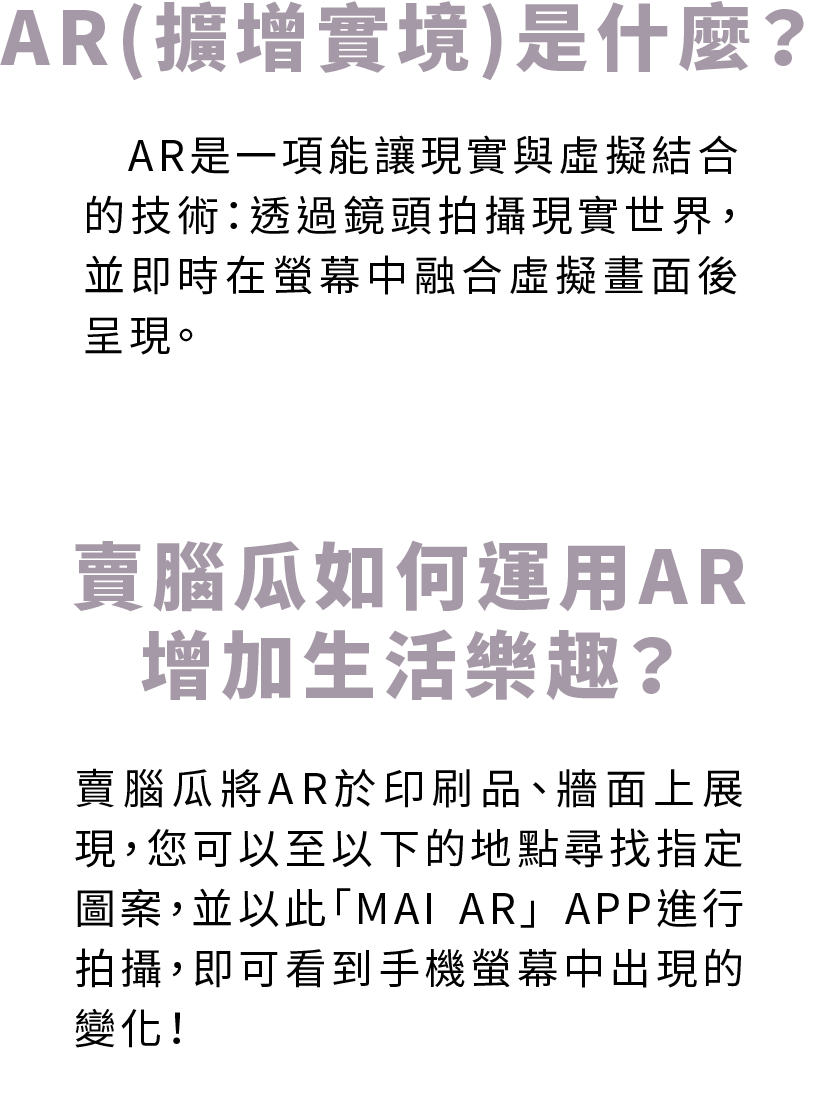 AR(擴增實境)是什麼？
AR是一項能讓現實與虛擬結合
的技術：透過鏡頭拍攝現實世界，
並即時在螢幕中融合虛擬畫面後
呈現。
賣腦瓜如何運用AR
增加生活樂趣？
賣腦瓜將AR於印刷品、牆面上展
現，您可以至以下的地點尋找指定
圖案，並以此「MAI AR」APP進行
拍攝，即可看到手機螢幕中出現的
變化！